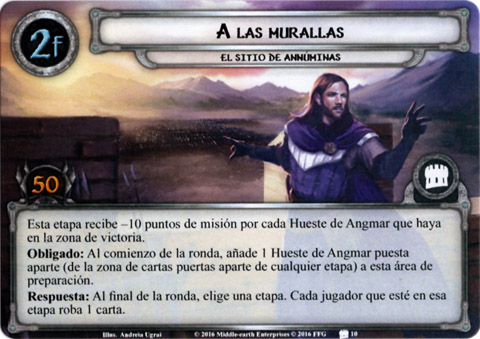 2F
A LAS MURALLAS
EL SITIO DE ANNÚMINAS
50
Esta etapa recibe –10 puntos de misión por cada Hueste de Angmar que haya
en la zona de victoria.
Obligado: Al comienzo de la ronda, añade 1 Hueste de Angmar puesta
aparte (de la zona de cartas puertas aparte de cualquier etapa) a esta área de
preparación.
Respuesta: Al final de la ronda, elige una etapa. Cada jugador que esté en esa
etapa roba 1 carta.
Illus. Andreia Ugrai © 2016 Middle-earth Enterprises © 2016 FFG 10